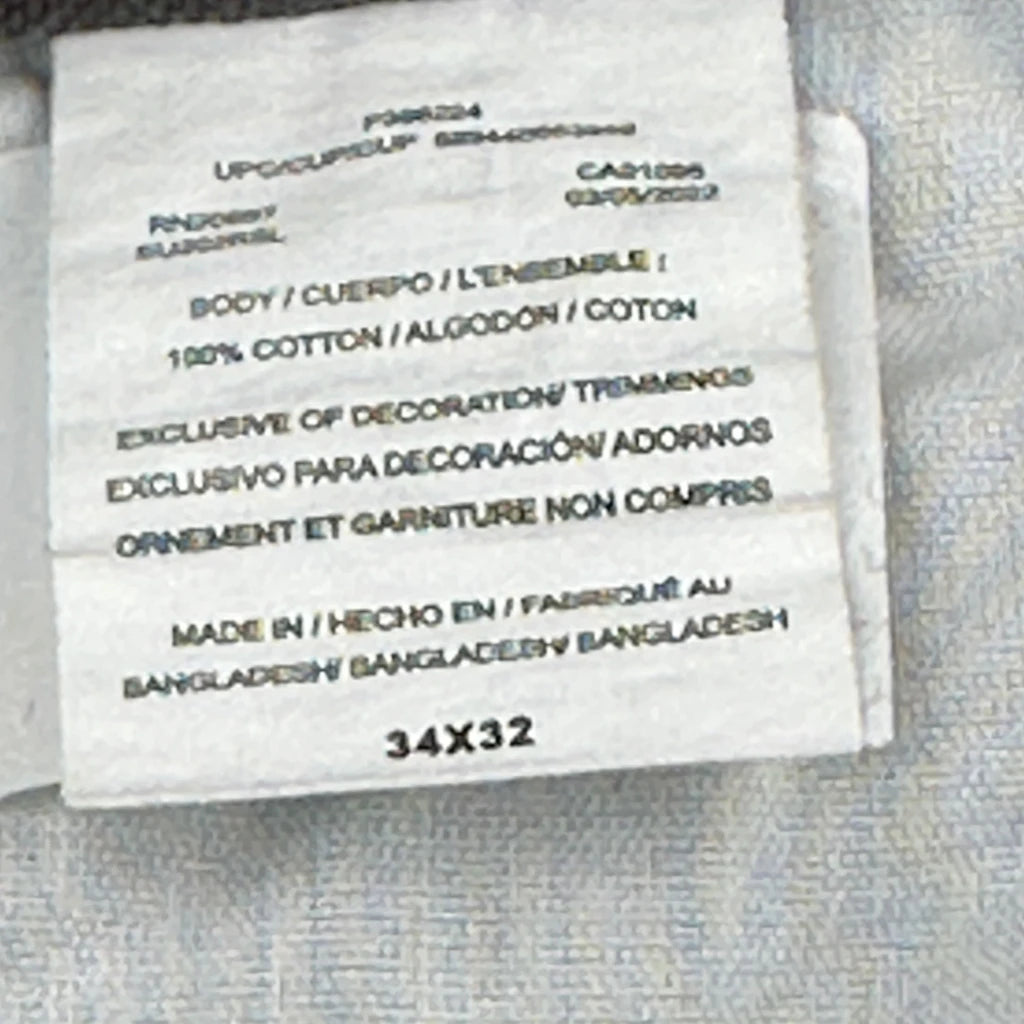 BODY / CUERPO / L'ENSEMBLE :
100% COTTON / ALGODÓN / COTON
EXCLUSIVE OF DECORATION/ TRIMMINGS
EXCLUSIVO PARA DECORACIÓN/ ADORNOS
ORNEMENT ET GARNITURE NON COMPRIS
MADE IN / HECHO EN / FABRIQUÉ AU
BANGLADESH/ BANGLADESH/ BANGLADESH
34X32